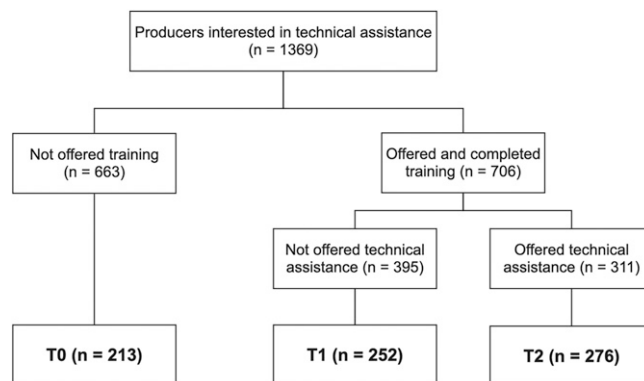 Producers interested in technical assistance
(n = 1369)
Not offered training
(n = 663)
Offered and completed
training (n = 706)
Not offered technical
assistance (n = 395)
Offered technical
assistance (n = 311)
T0 (n = 213)
T1 (n = 252)
T2 (n = 276)